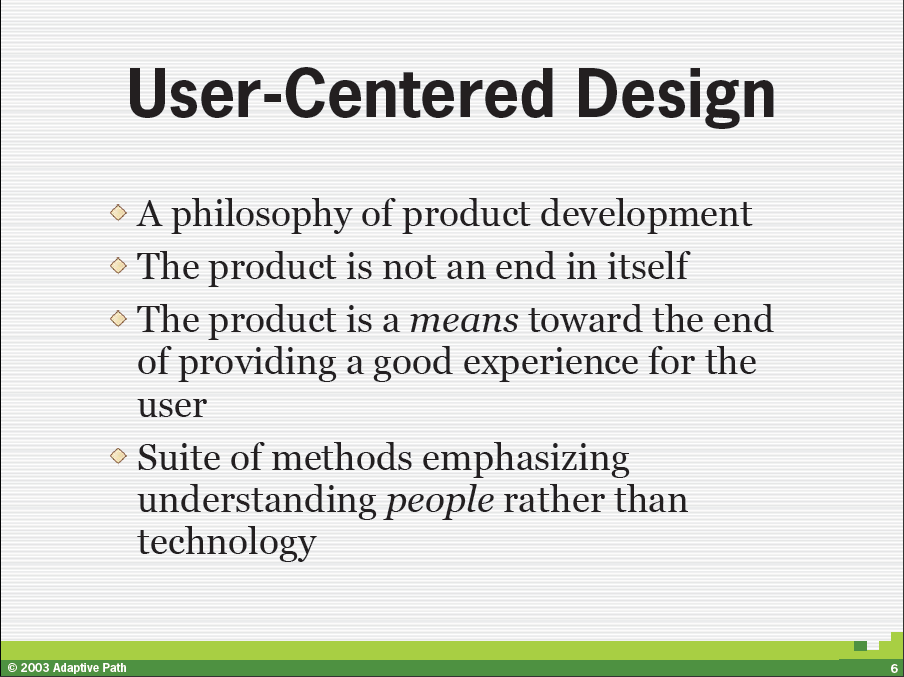 User-Centered Design
A philosophy of product development
The product is not an end in itself
The product is a means toward the end
of providing a good experience for the
user
Suite of methods emphasizing
understanding people rather than
technology
© 2003 Adaptive Path
6